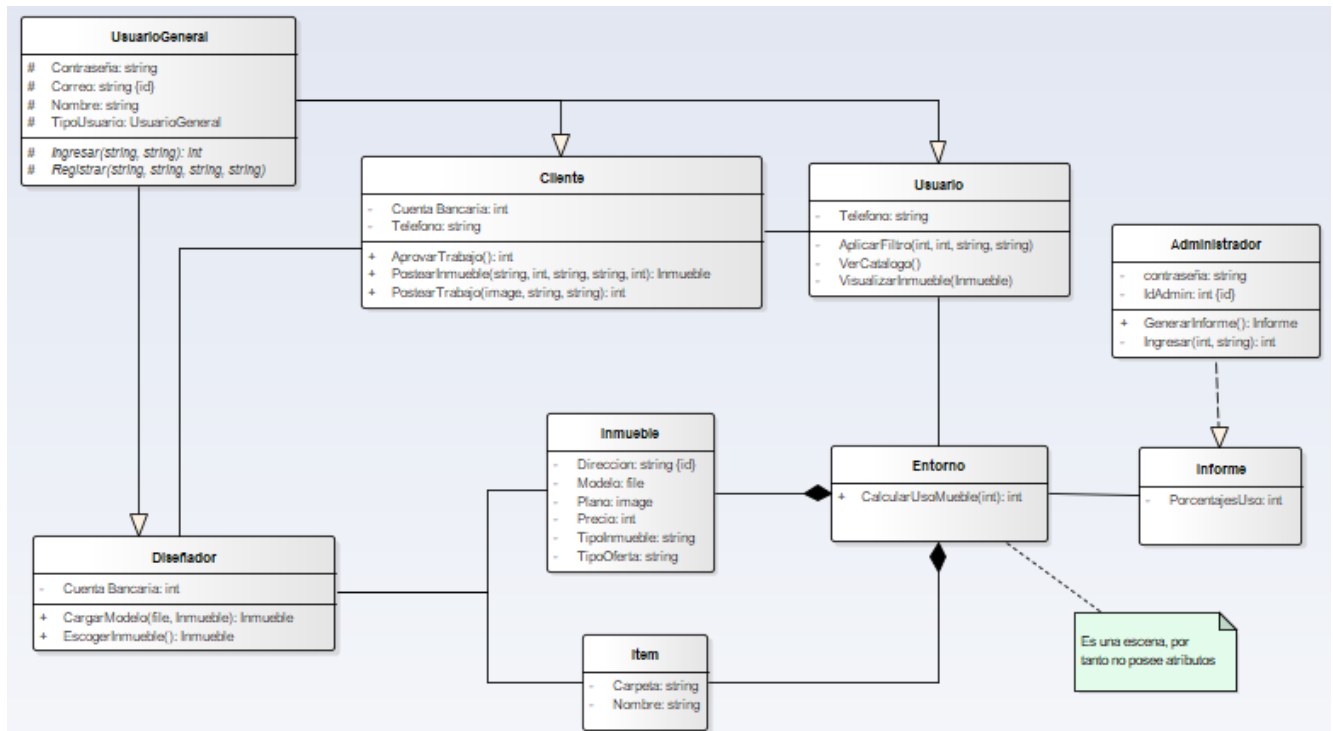 UsuarioGeneral
# Contraseña: string
# Correo: string {id}
# Nombre: string
# TipoUsuario: UsuarioGeneral
# Ingresar(string, string): int
# Registrar(string, string, string, string)
Cliente
- Cuenta Bancaria: int
- Telefono: string
+ AprovarTrabajo(): int
+ PostearInmueble(string, int, string, string, int): Inmueble
+ PostearTrabajo(image, string, string): int
Usuario
- Telefono: string
- AplicarFiltro(int, int, string, string)
- VerCatalogo()
- VisualizarInmueble(Inmueble)
Administrador
- contraseña: string
- IdAdmin: int {id}
+ GenerarInforme(): Informe
- Ingresar(int, string): int
Inmueble
- Direccion: string {id}
- Modelo: file
- Plano: image
- Precio: int
- TipoInmueble: string
- TipoOferta: string
Entorno
+ CalcularUsoMueble(int): int
Informe
- PorcentajesUso: int
Diseñador
- Cuenta Bancaria: int
+ CargarModelo(file, Inmueble): Inmueble
+ EscogerInmueble(): Inmueble
Item
- Carpeta: string
- Nombre: string
Es una escena, por
tanto no posee atributos